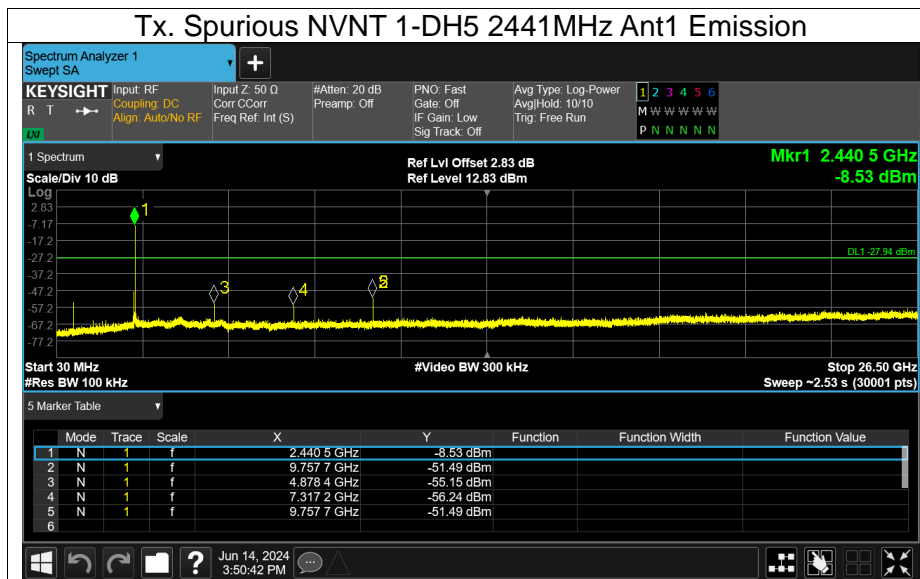 Tx. Spurious NVNT 1-DH5 2441MHz Ant1 Emission
Spectrum Analyzer 1
Swept SA
KEYSIGHT Input: RF Input Z: 50 Ω #Atten: 20 dB PNO: Fast Avg Type: Log-Power 1 2 3 4 5 6
R T Coupling: DC Corr CCorr Preamp: Off Gate: Off Avg|Hold: 10/10 M W W W W W
Align: Auto/No RF Freq Ref: Int (S) IF Gain: Low Trig: Free Run
LXI Sig Track: Off P N N N N N
1 Spectrum Ref Lvl Offset 2.83 dB Mkr1 2.440 5 GHz
Scale/Div 10 dB Ref Level 12.83 dBm -8.53 dBm
Log
2.83 1
-7.17
-17.2
-27.2 DL1 -27.94 dBm
-37.2
-47.2 3 4
-57.2
-67.2
-77.2
Start 30 MHz #Video BW 300 kHz Stop 26.50 GHz
#Res BW 100 kHz Sweep ~2.53 s (30001 pts)
5 Marker Table
Mode Trace Scale X Y Function Function Width Function Value
1 N 1 f 2.440 5 GHz -8.53 dBm
2 N 1 f 9.757 7 GHz -51.49 dBm
3 N 1 f 4.878 4 GHz -55.15 dBm
4 N 1 f 7.317 2 GHz -56.24 dBm
5 N 1 f 9.757 7 GHz -51.49 dBm
6
? Jun 14, 2024
3:50:42 PM